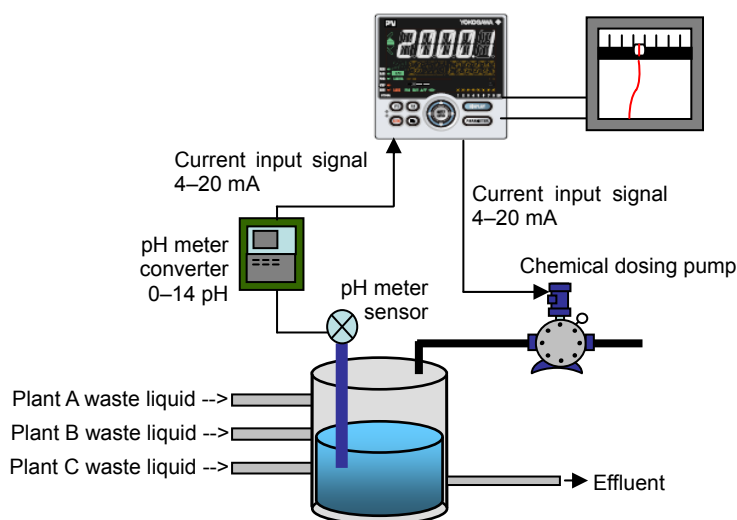 PV
YOKOGAWA
20001
Current input signal
4–20 mA
Current input signal
4–20 mA
pH meter
converter
0–14 pH
pH meter
sensor
Chemical dosing pump
Plant A waste liquid -->
Plant B waste liquid -->
Plant C waste liquid -->
Effluent